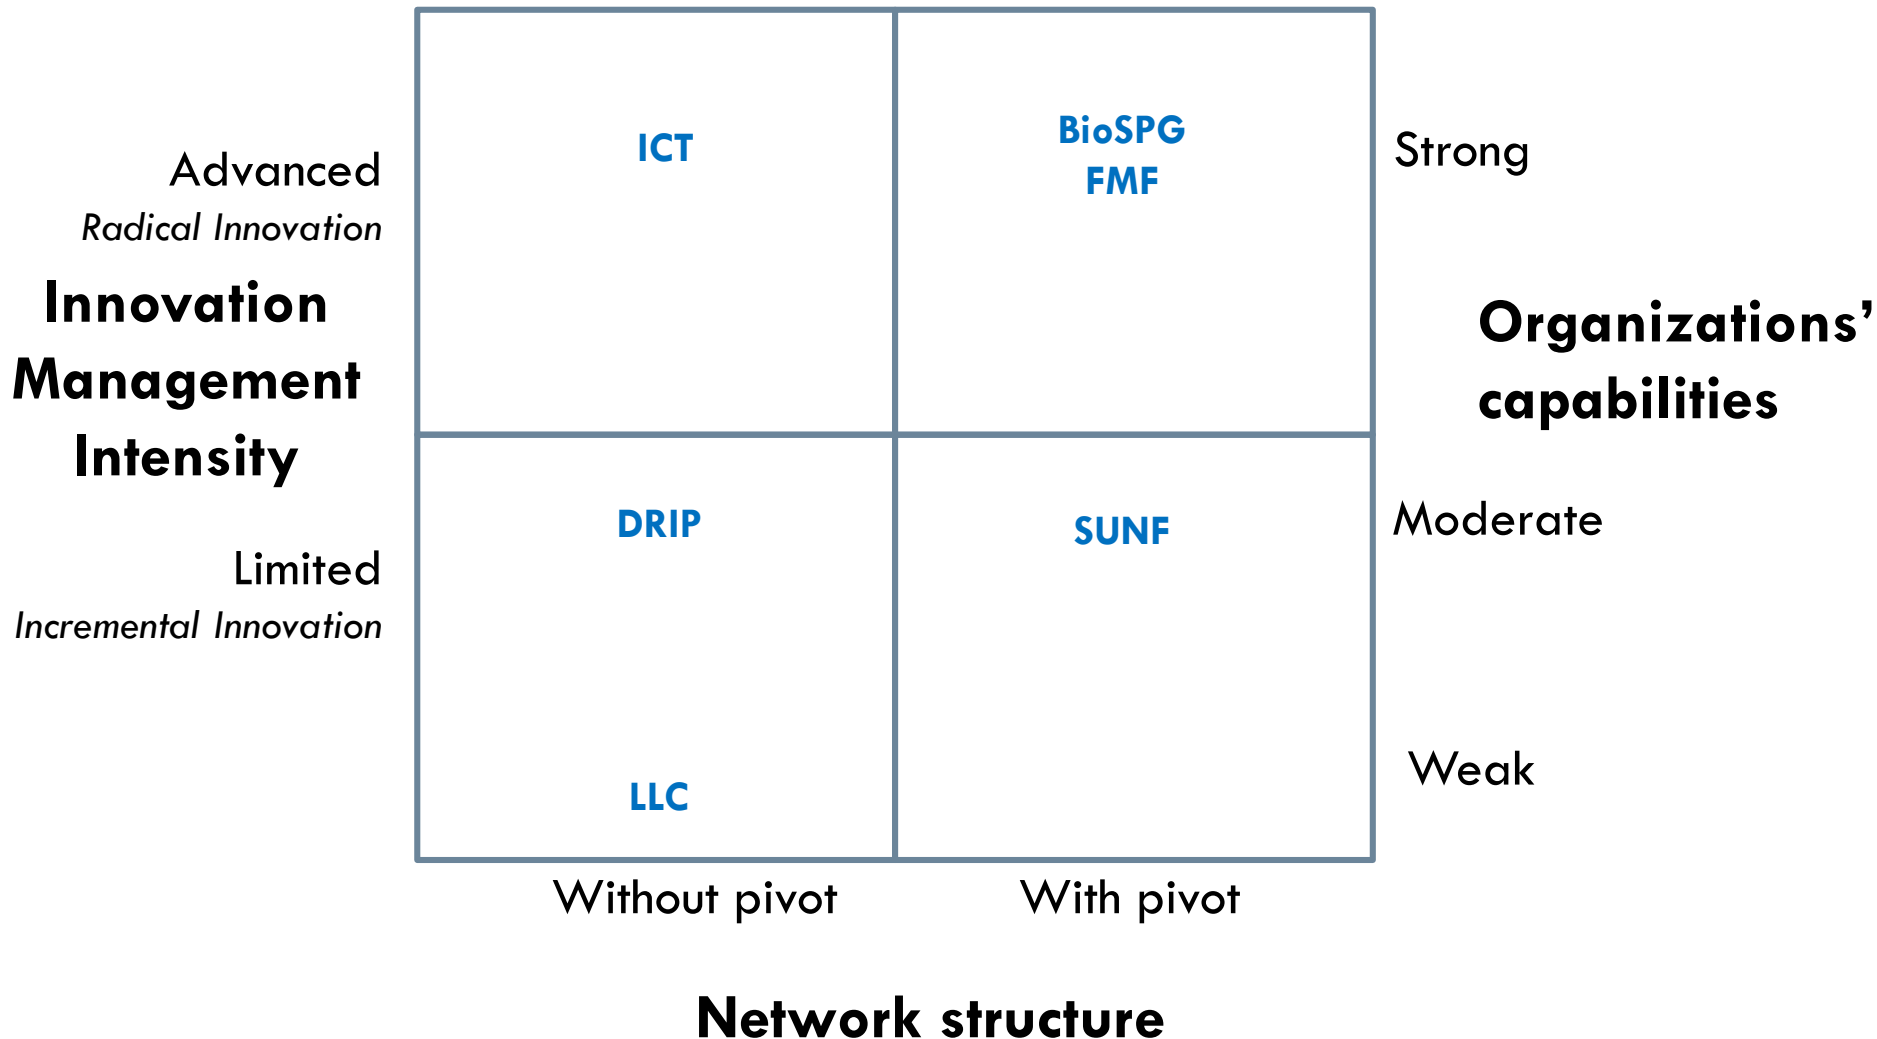 ICT
BioSPG
FMF
Strong
Advanced
Radical Innovation
Innovation
Management
Intensity
Organizations’
capabilities
DRIP
SUNF
Moderate
Limited
Incremental Innovation
LLC
Weak
Without pivot
With pivot
Network structure